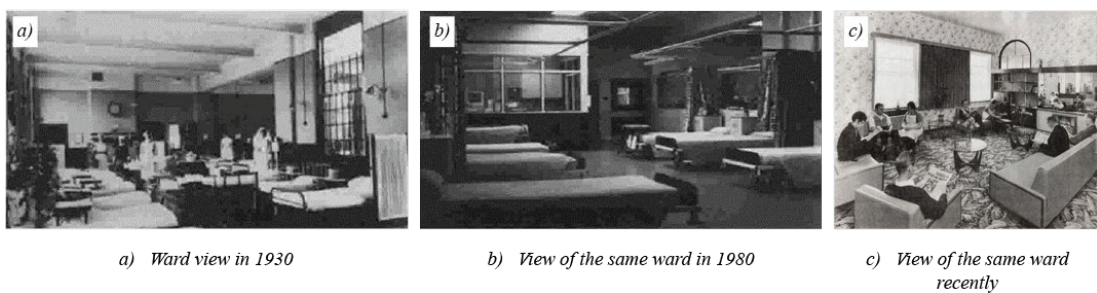 a)
b)
c)
a) Ward view in 1930
b) View of the same ward in 1980
c) View of the same ward
recently